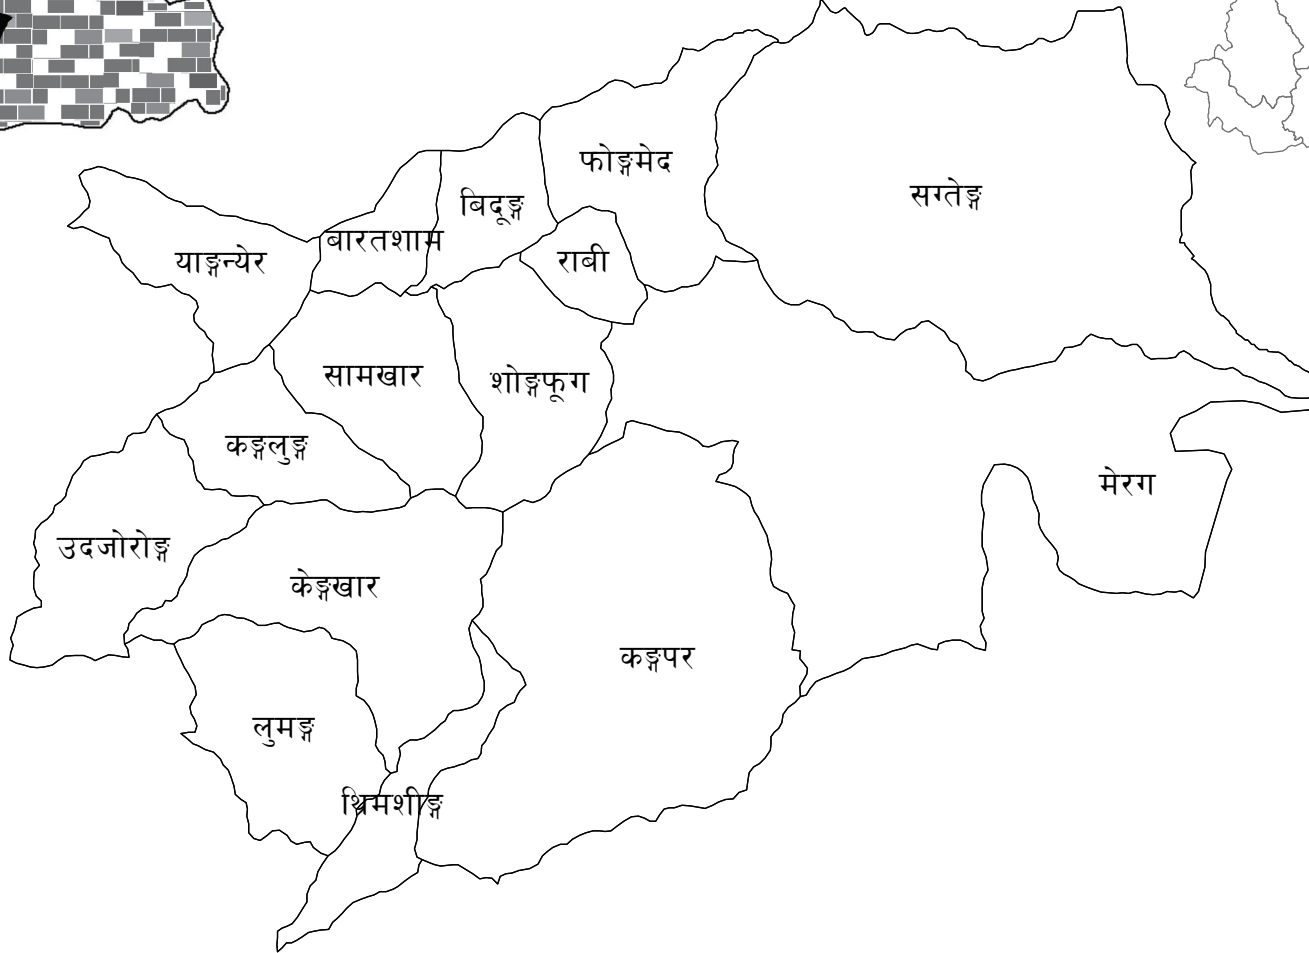 फोङ्गमेद
सग्तेङ्ग
बिदूङ्ग
बारतशाम
याङ्गन्येर
राबी
सामखार
शोङ्गफूग
कङ्गलुङ्ग
मेरग
उदजोरोङ्ग
केङ्गखार
कङ्गपर
लुमङ्ग
थ्रिमशीङ्ग